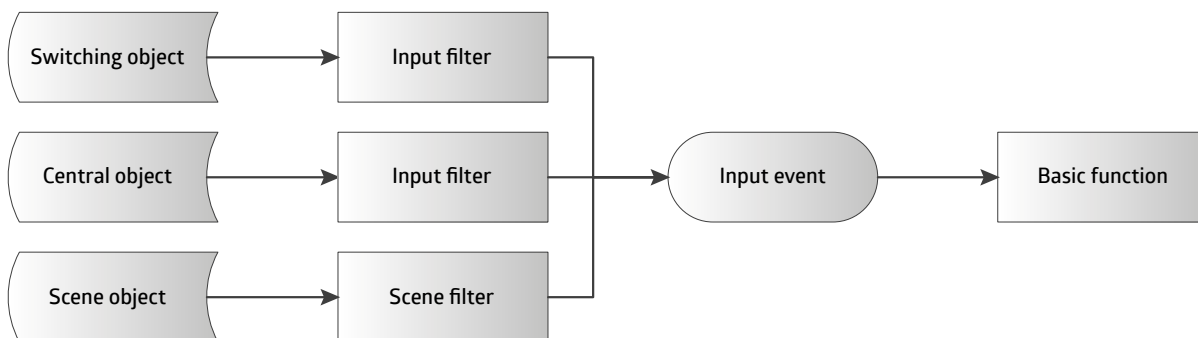 Switching object
Input filter
Central object
Input filter
Input event
Basic function
Scene object
Scene filter